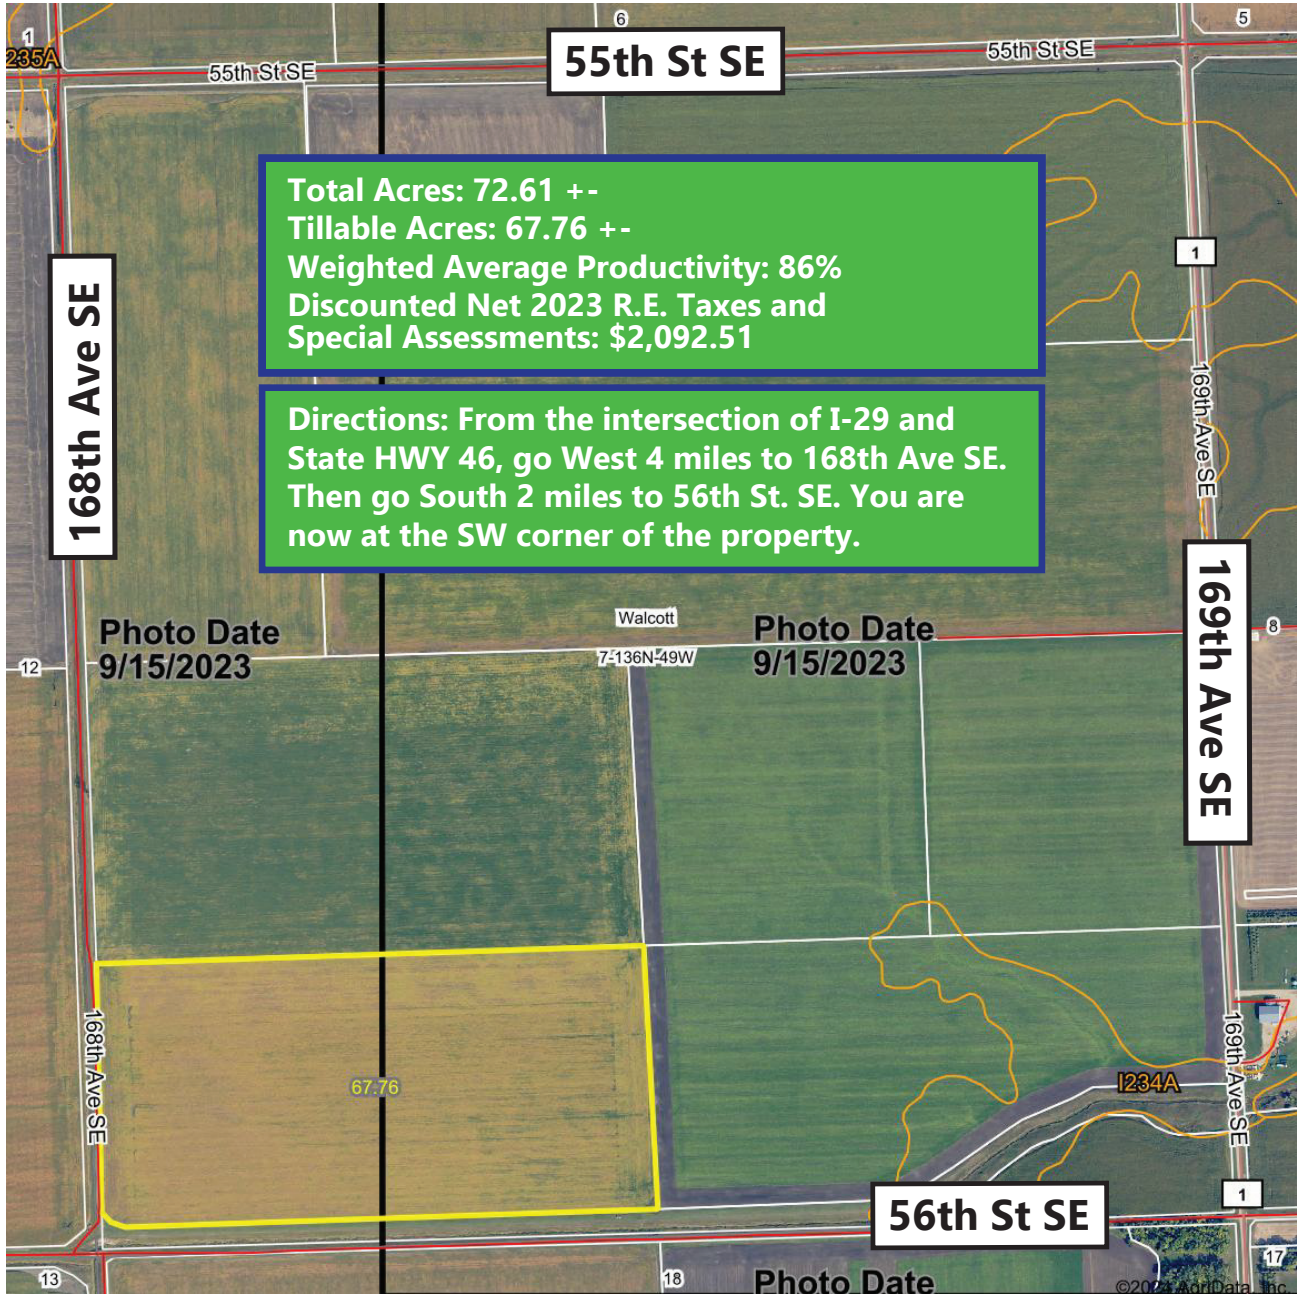 6
5
1
235A
55th St SE
55th St SE
55th St SE
Total Acres: 72.61 +-
Tillable Acres: 67.76 +-
Weighted Average Productivity: 86%
Discounted Net 2023 R.E. Taxes and
Special Assessments: $2,092.51
1
168th Ave SE
169th Ave SE
Directions: From the intersection of I-29 and
State HWY 46, go West 4 miles to 168th Ave SE.
Then go South 2 miles to 56th St. SE. You are
now at the SW corner of the property.
169th Ave SE
Photo Date
9/15/2023
Walcott
7-136N-49W
Photo Date
9/15/2023
8
12
168th Ave SE
67.76
169th Ave SE
I234A
1
56th St SE
13
18
17
Photo Date
©2024 AgriData, Inc.